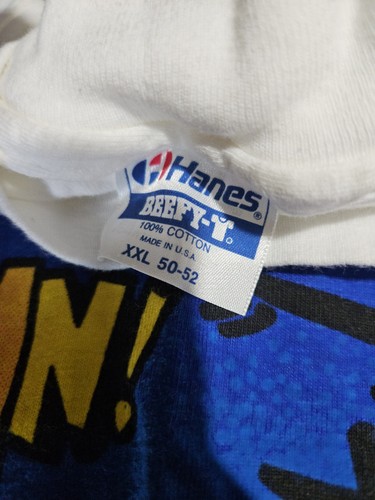 Hanes®
BEEFY-T®
100% COTTON
MADE IN U.S.A.
XXL 50-52
N!